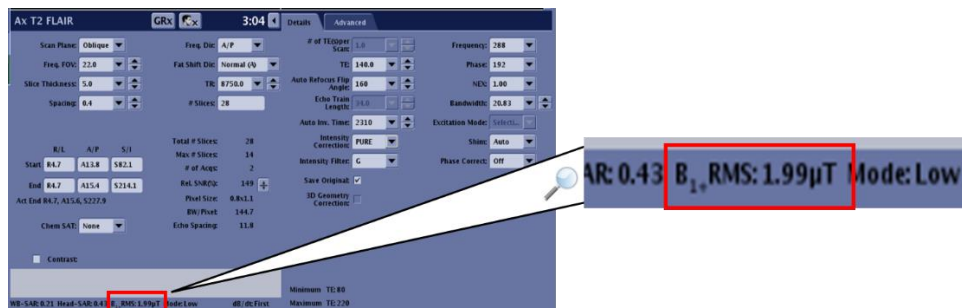 Ax T2 FLAIR GRx 3:04 Details Advanced
Scan Plane: Oblique Freq. Dir: A/P # of TE(s)per Scan: 1.0 Frequency: 288
Freq. FOV: 22.0 Fat Shift Dir: Normal (A) TE: 140.0 Phase: 192
Slice Thickness: 5.0 TR: 8750.0 Auto Refocus Flip Angle: 160 NEX: 1.00
Spacing: 0.4 # Slices: 28 Echo Train Length: 24.0 Bandwidth: 20.83
Auto Inv. Time: 2310 Excitation Mode: Selecti...
R/L A/P S/I Total # Slices: 28 Intensity Correction: PURE Shim: Auto
Max # Slices: 14
Start R4.7 A13.8 S82.1 # of Acqs: 2 Intensity Filter: G Phase Correct: Off
End R4.7 A15.4 S214.1 Rel. SNR(%): 149 Save Original:
Act End R4.7, A15.6, S227.9 Pixel Size: 0.8x1.1 3D Geometry Correction:
BW/Pixel: 144.7
Chem SAT: None Echo Spacing: 11.8
Contrast:
Minimum TE: 80
WB-SAR: 0.21 Head-SAR: 0.43 B1+RMS: 1.99µT Mode: Low dB/dt: First Maximum TE: 220
AR: 0.43 B1+RMS: 1.99µT Mode: Low